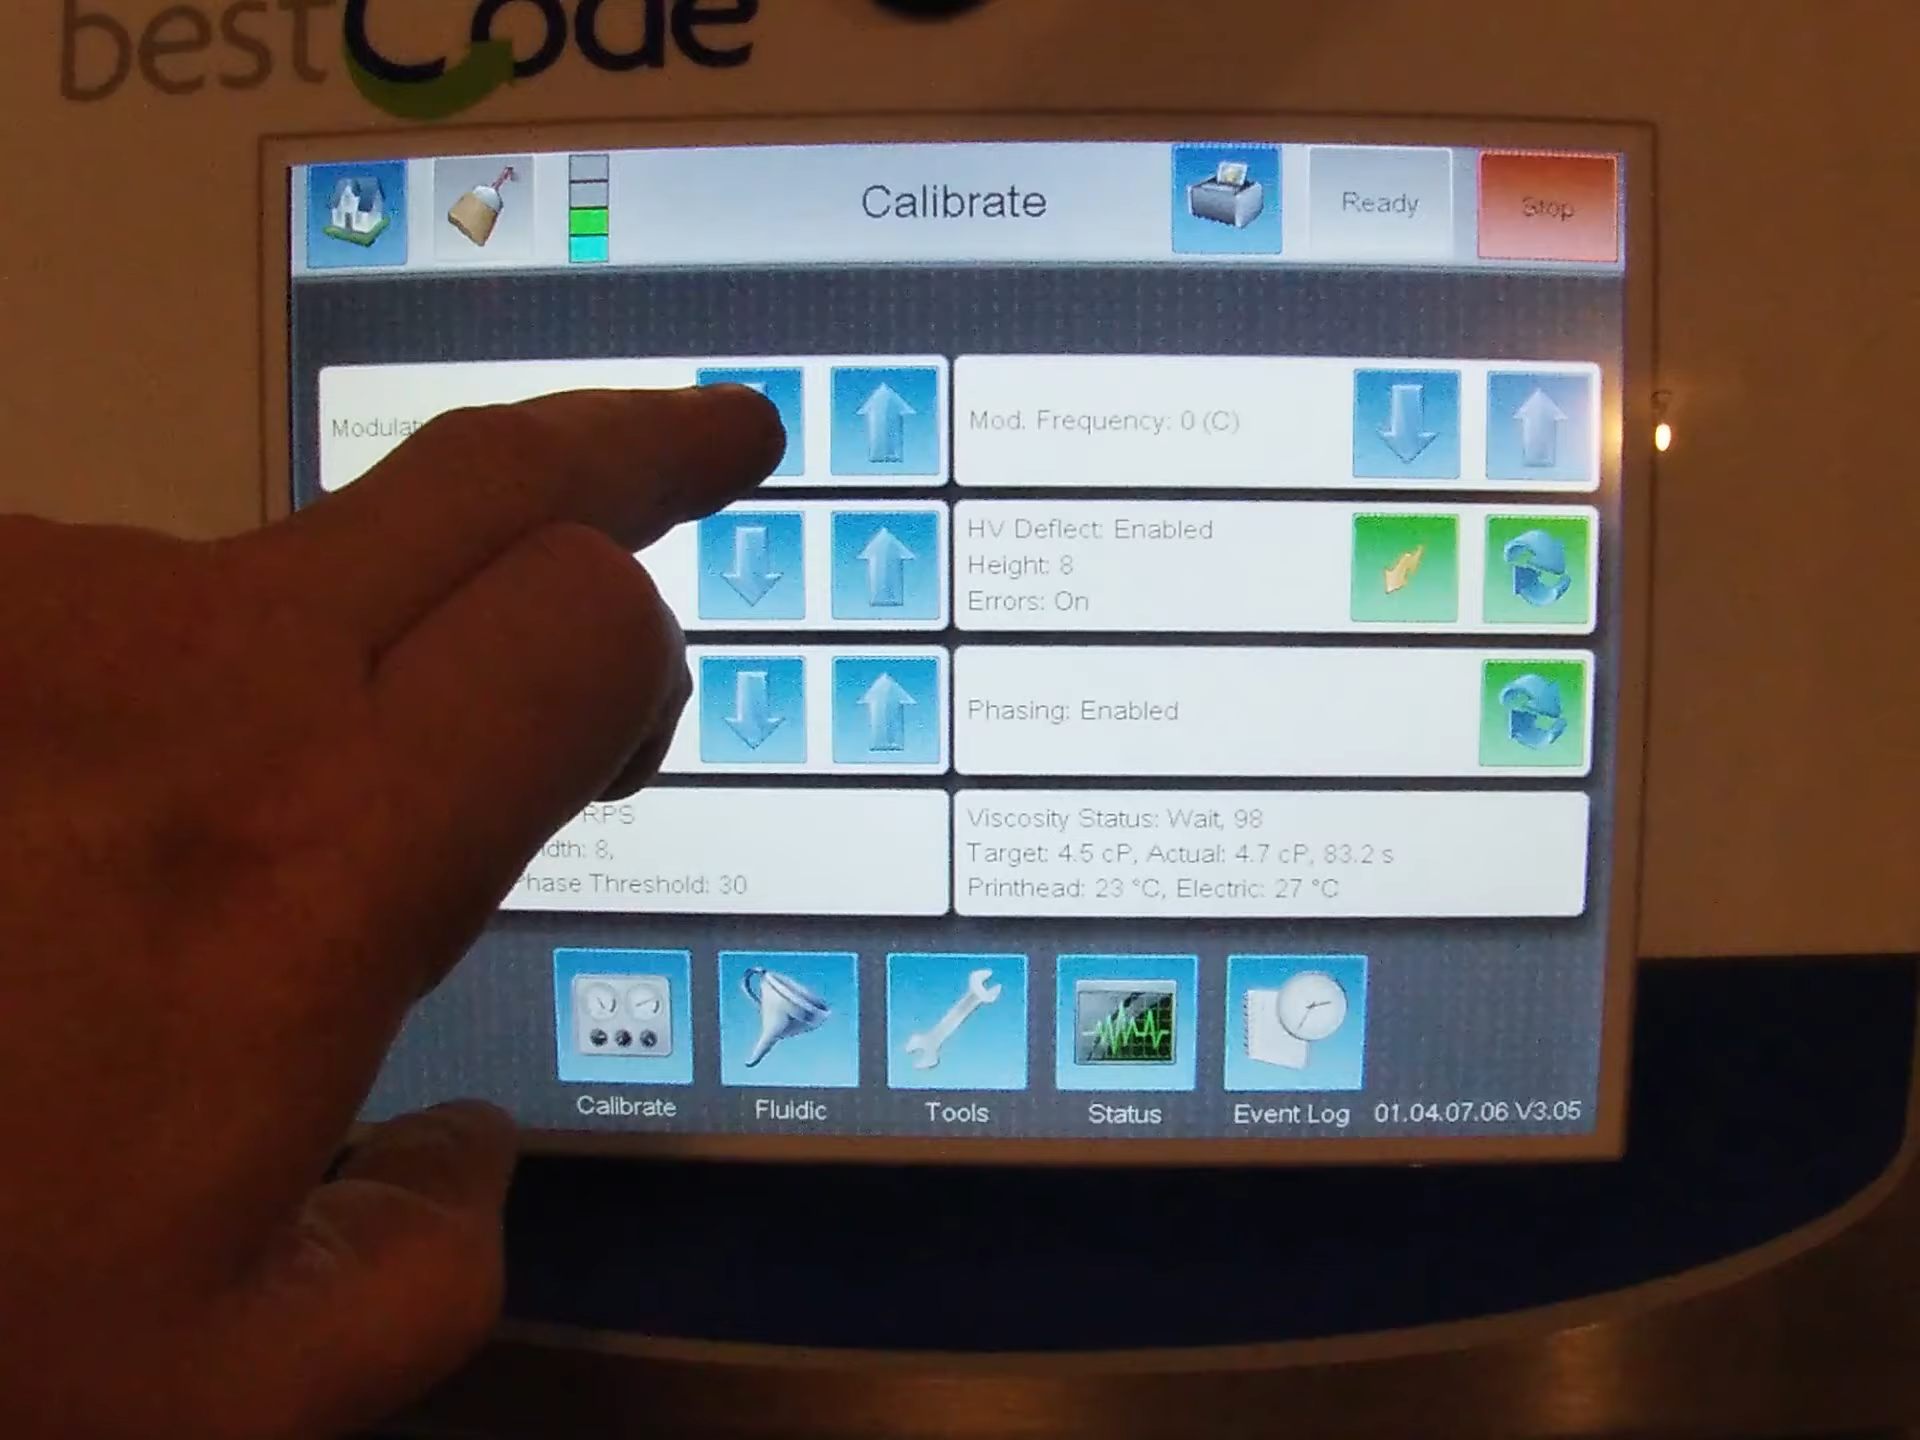 bestCode
Calibrate
Ready
Stop
Mod. Frequency: 0 (C)
HV Deflect: Enabled
Height: 8
Errors: On
Phasing: Enabled
RPS
8,
Phase Threshold: 30
Viscosity Status: Wait, 98
Target: 4.5 cP, Actual: 4.7 cP, 83.2 s
Printhead: 23 °C, Electric: 27 °C
Calibrate
Fluidic
Tools
Status
Event Log
01.04.07.06 V3.05